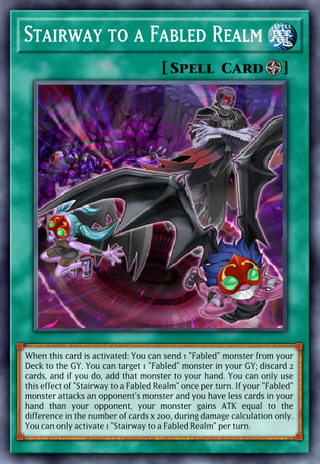 Stairway to a Fabled Realm 魔
[Spell Card]
When this card is activated: You can send 1 "Fabled" monster from your
Deck to the GY. You can target 1 "Fabled" monster in your GY; discard 2
cards, and if you do, add that monster to your hand. You can only use
this effect of "Stairway to a Fabled Realm" once per turn. If your "Fabled"
monster attacks an opponent's monster and you have less cards in your
hand than your opponent, your monster gains ATK equal to the
difference in the number of cards x 200, during damage calculation only.
You can only activate 1 "Stairway to a Fabled Realm" per turn.